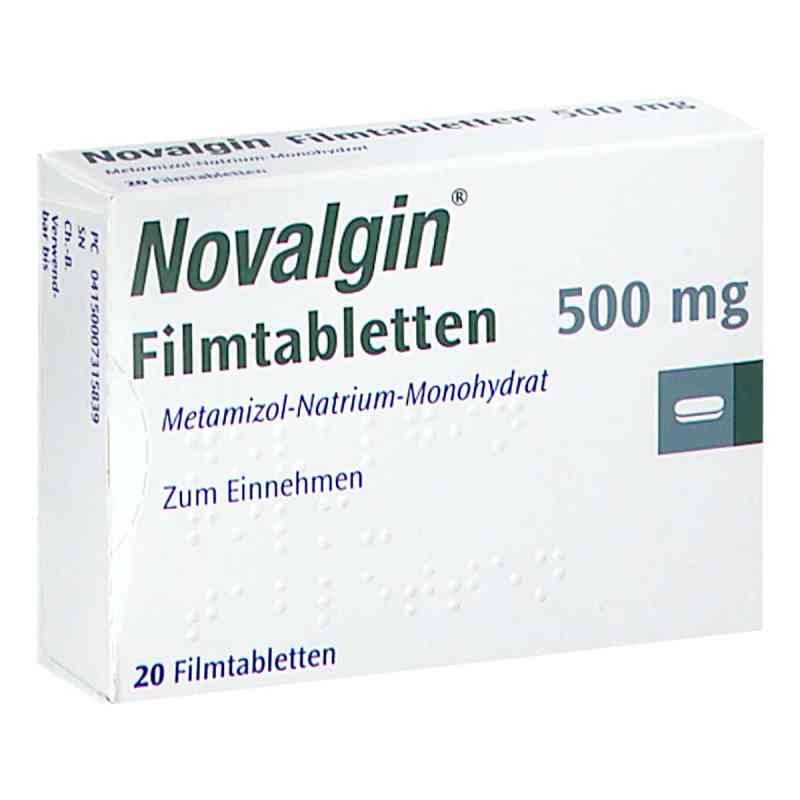 Novalgin Filmtabletten 500 mg
Metamizol-Natrium-Monohydrat
20 Filmtabletten
Novalgin®
Filmtabletten 500 mg
Metamizol-Natrium-Monohydrat
Zum Einnehmen
20 Filmtabletten
PC 04150007315839
SN
Ch.-B.
Verwend-
bar bis